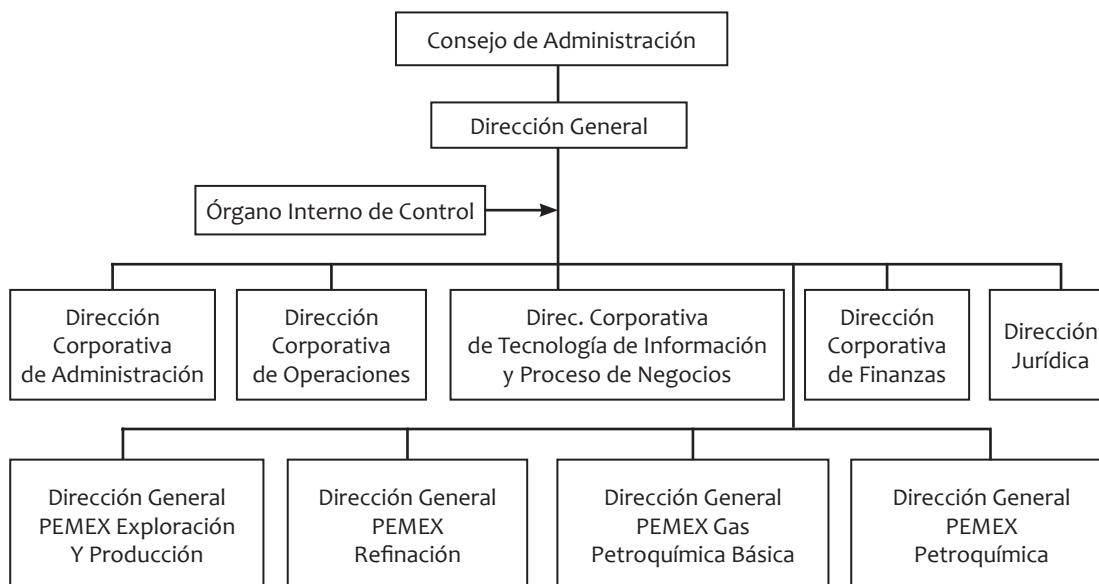 Consejo de Administración
Dirección General
Órgano Interno de Control
Dirección
Corporativa
de Administración
Dirección
Corporativa
de Operaciones
Direc. Corporativa
de Tecnología de Información
y Proceso de Negocios
Dirección
Corporativa
de Finanzas
Dirección
Jurídica
Dirección General
PEMEX Exploración
Y Producción
Dirección General
PEMEX
Refinación
Dirección General
PEMEX Gas
Petroquímica Básica
Dirección General
PEMEX
Petroquímica